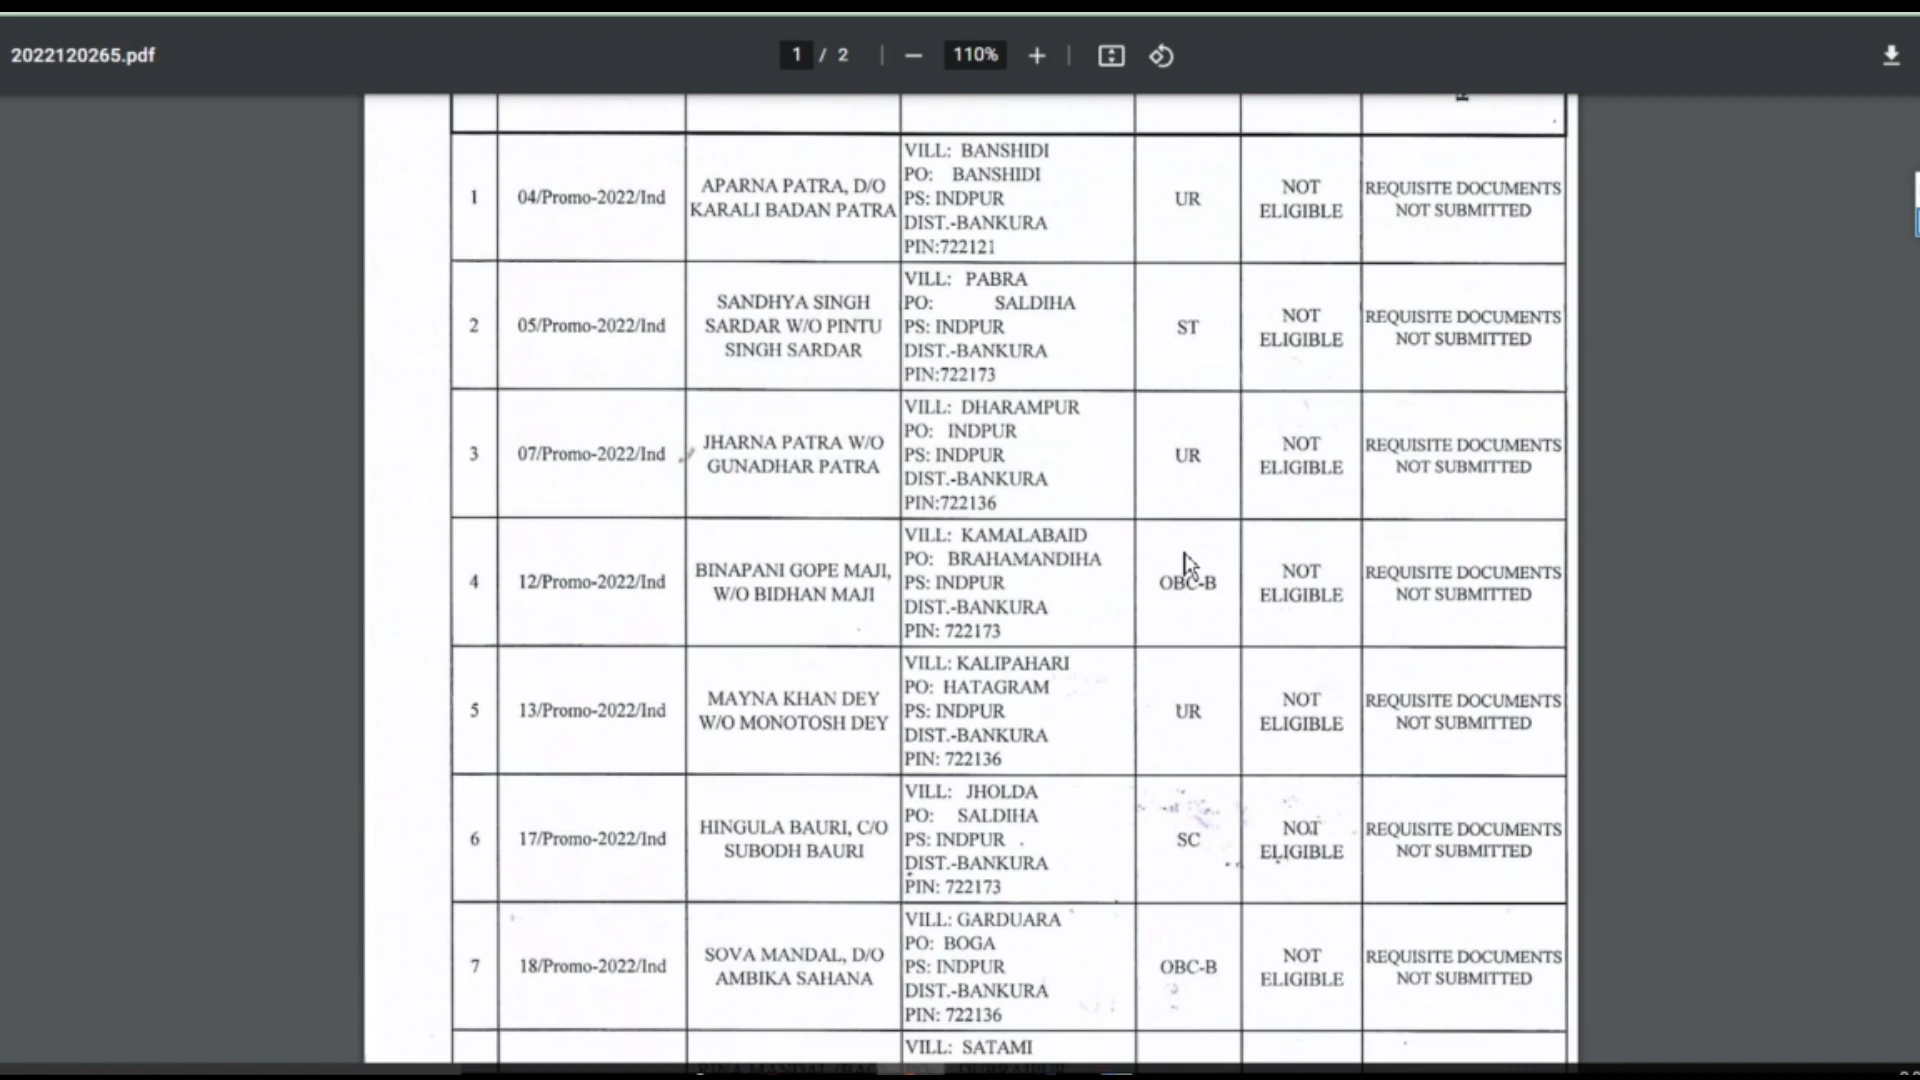 2022120265.pdf
1 / 2
110%
1
04/Promo-2022/Ind
APARNA PATRA, D/O
KARALI BADAN PATRA
VILL: BANSHIDI
PO: BANSHIDI
PS: INDPUR
DIST.-BANKURA
PIN:722121
UR
NOT
ELIGIBLE
REQUISITE DOCUMENTS
NOT SUBMITTED
2
05/Promo-2022/Ind
SANDHYA SINGH
SARDAR W/O PINTU
SINGH SARDAR
VILL: PABRA
PO: SALDIHA
PS: INDPUR
DIST.-BANKURA
PIN:722173
ST
NOT
ELIGIBLE
REQUISITE DOCUMENTS
NOT SUBMITTED
3
07/Promo-2022/Ind
JHARNA PATRA W/O
GUNADHAR PATRA
VILL: DHARAMPUR
PO: INDPUR
PS: INDPUR
DIST.-BANKURA
PIN:722136
UR
NOT
ELIGIBLE
REQUISITE DOCUMENTS
NOT SUBMITTED
4
12/Promo-2022/Ind
BINAPANI GOPE MAJI,
W/O BIDHAN MAJI
VILL: KAMALABAID
PO: BRAHAMANDIHA
PS: INDPUR
DIST.-BANKURA
PIN: 722173
OBC-B
NOT
ELIGIBLE
REQUISITE DOCUMENTS
NOT SUBMITTED
5
13/Promo-2022/Ind
MAYNA KHAN DEY
W/O MONOTOSH DEY
VILL: KALIPAHARI
PO: HATAGRAM
PS: INDPUR
DIST.-BANKURA
PIN: 722136
UR
NOT
ELIGIBLE
REQUISITE DOCUMENTS
NOT SUBMITTED
6
17/Promo-2022/Ind
HINGULA BAURI, C/O
SUBODH BAURI
VILL: JHOLDA
PO: SALDIHA
PS: INDPUR
DIST.-BANKURA
PIN: 722173
SC
NOT
ELIGIBLE
REQUISITE DOCUMENTS
NOT SUBMITTED
7
18/Promo-2022/Ind
SOVA MANDAL, D/O
AMBIKA SAHANA
VILL: GARDUARA
PO: BOGA
PS: INDPUR
DIST.-BANKURA
PIN: 722136
OBC-B
NOT
ELIGIBLE
REQUISITE DOCUMENTS
NOT SUBMITTED
VILL: SATAMI